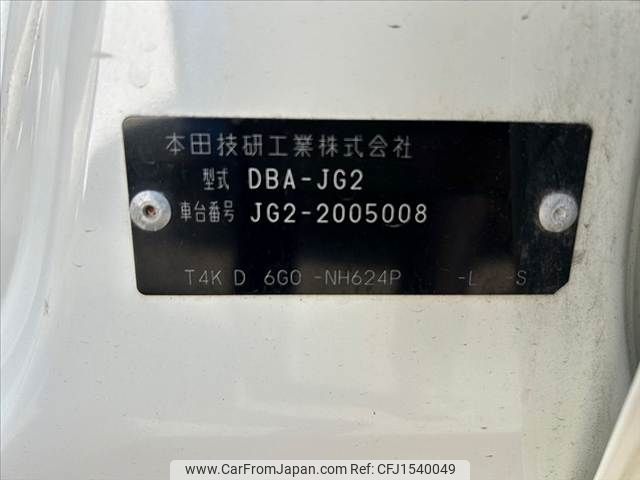 本田技研工業株式会社
型式 DBA-JG2
車台番号 JG2-2005008
T4K D 6G0 -NH624P -L -S
www.CarFromJapan.com - Ref No: CFJ1540049